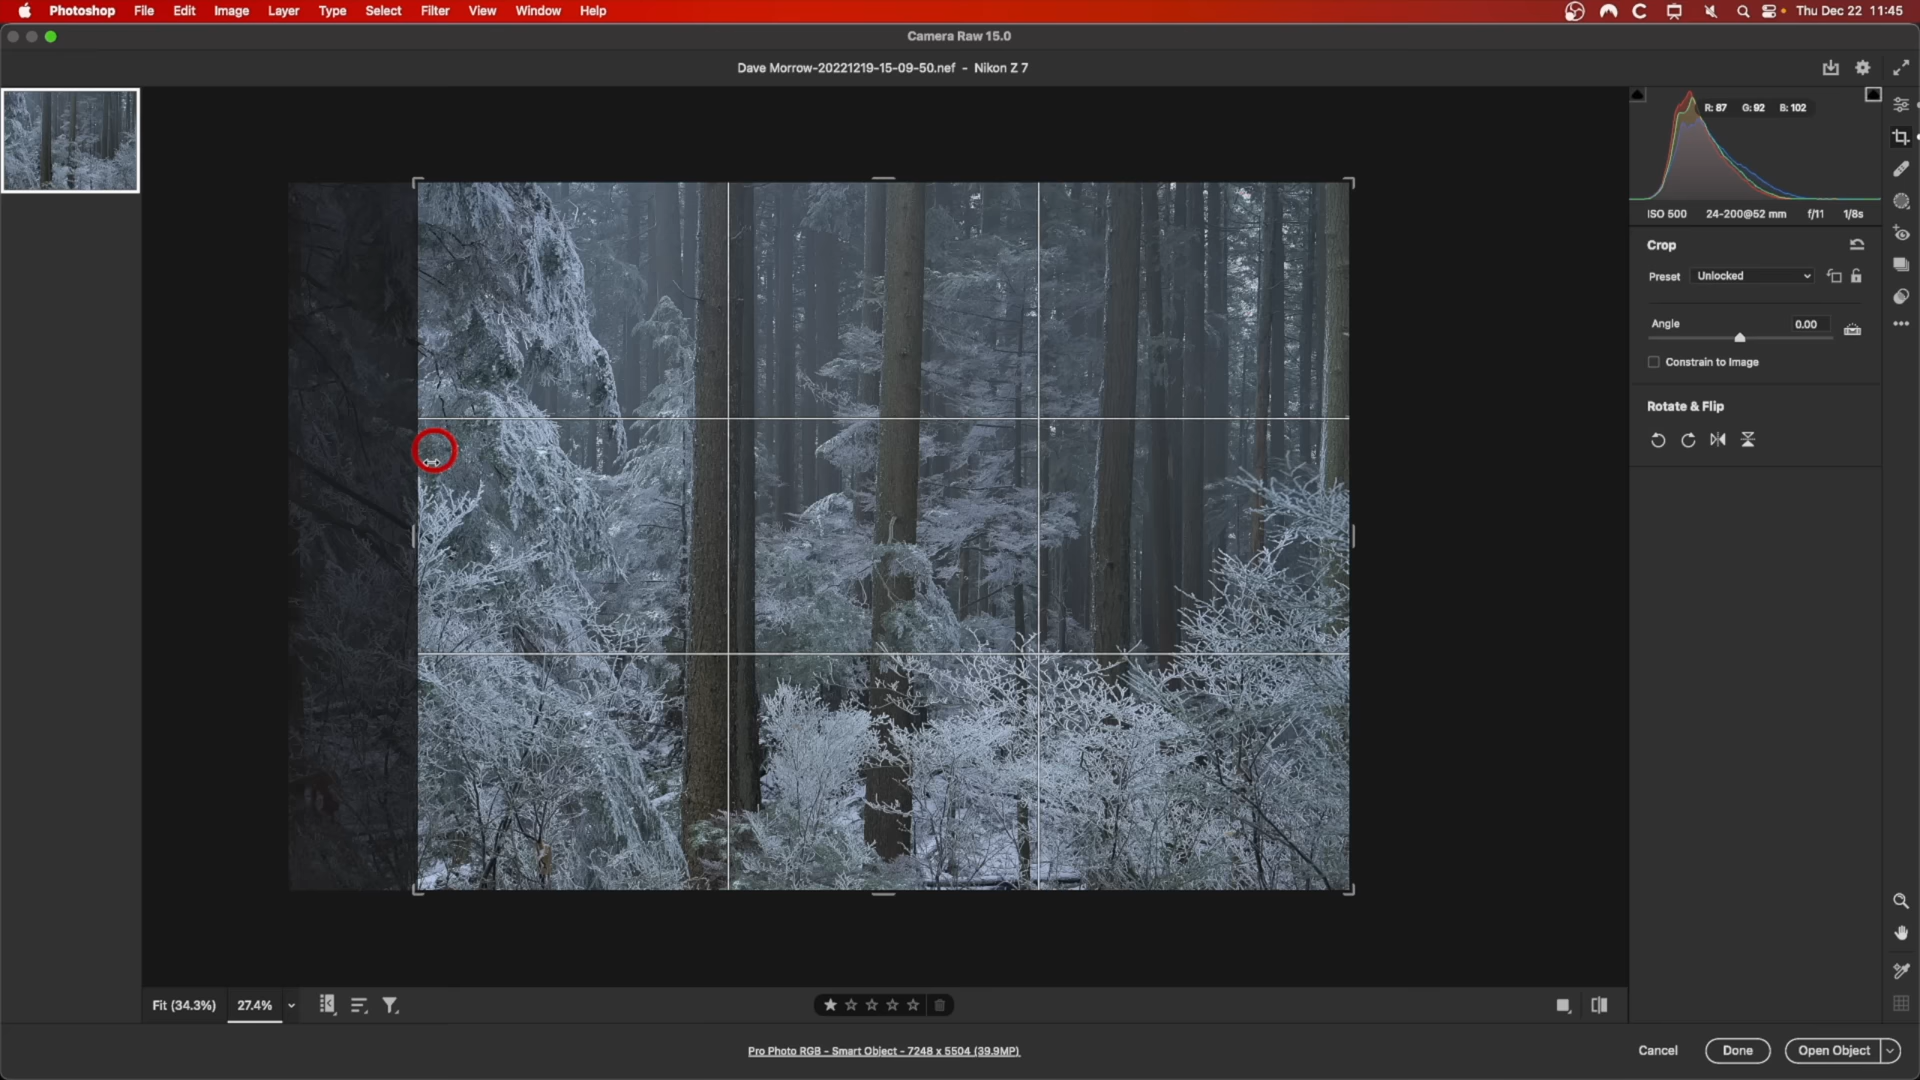 Photoshop File Edit Image Layer Type Select Filter View Window Help Thu Dec 22 11:45
Camera Raw 15.0
Dave Morrow-20221219-15-09-50.nef - Nikon Z 7
R: 87 G: 92 B: 102
ISO 500 24-200@52 mm f/11 1/8s
Crop
Preset Unlocked
Angle 0.00
Constrain to Image
Rotate & Flip
Fit (34.3%) 27.4%
Pro Photo RGB - Smart Object - 7248 x 5504 (39.9MP)
Cancel Done Open Object